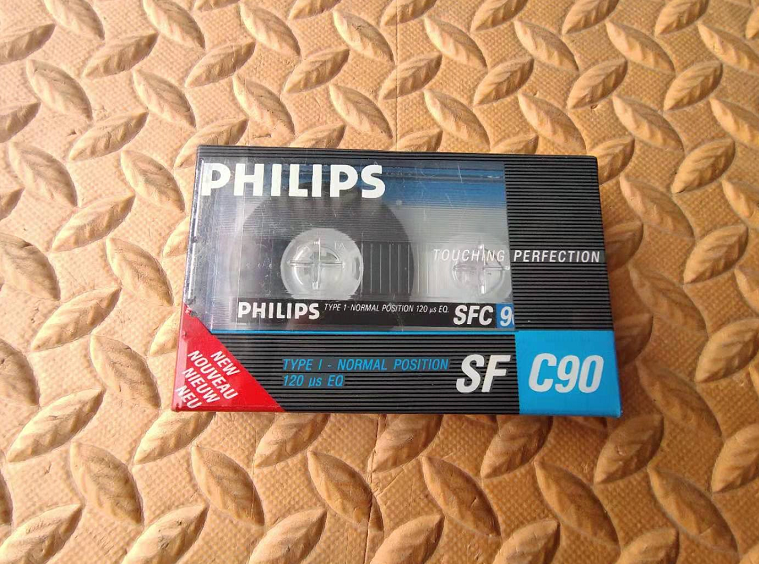 PHILIPS
TOUCHING PERFECTION
PHILIPS TYPE 1·NORMAL POSITION 120 µs EQ. SFC 9
NEW
NOUVEAU
NIEUW
NEU
TYPE I - NORMAL POSITION
120 µs EQ
SF C90